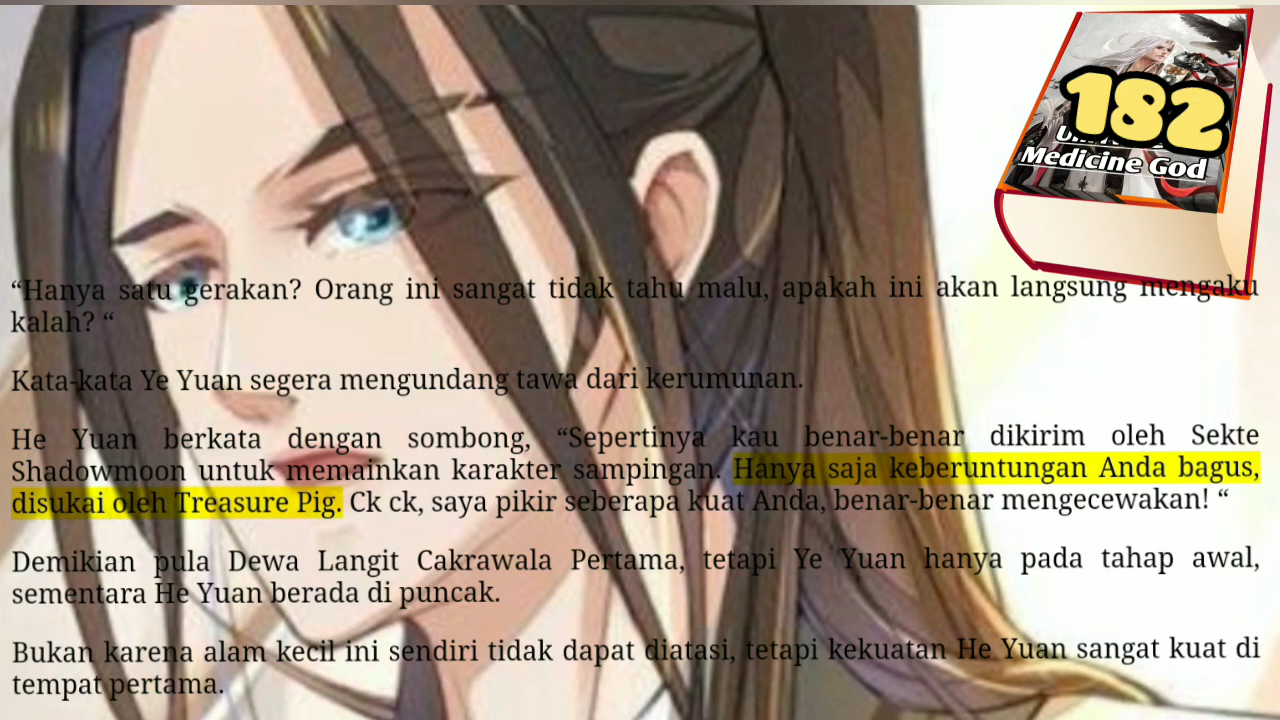 182
Medicine God
“Hanya satu gerakan? Orang ini sangat tidak tahu malu, apakah ini akan langsung mengaku
kalah? “
Kata-kata Ye Yuan segera mengundang tawa dari kerumunan.
He Yuan berkata dengan sombong, “Sepertinya kau benar-benar dikirim oleh Sekte
Shadowmoon untuk memainkan karakter sampingan. Hanya saja keberuntungan Anda bagus,
disukai oleh Treasure Pig. Ck ck, saya pikir seberapa kuat Anda, benar-benar mengecewakan! “
Demikian pula Dewa Langit Cakrawala Pertama, tetapi Ye Yuan hanya pada tahap awal,
sementara He Yuan berada di puncak.
Bukan karena alam kecil ini sendiri tidak dapat diatasi, tetapi kekuatan He Yuan sangat kuat di
tempat pertama.